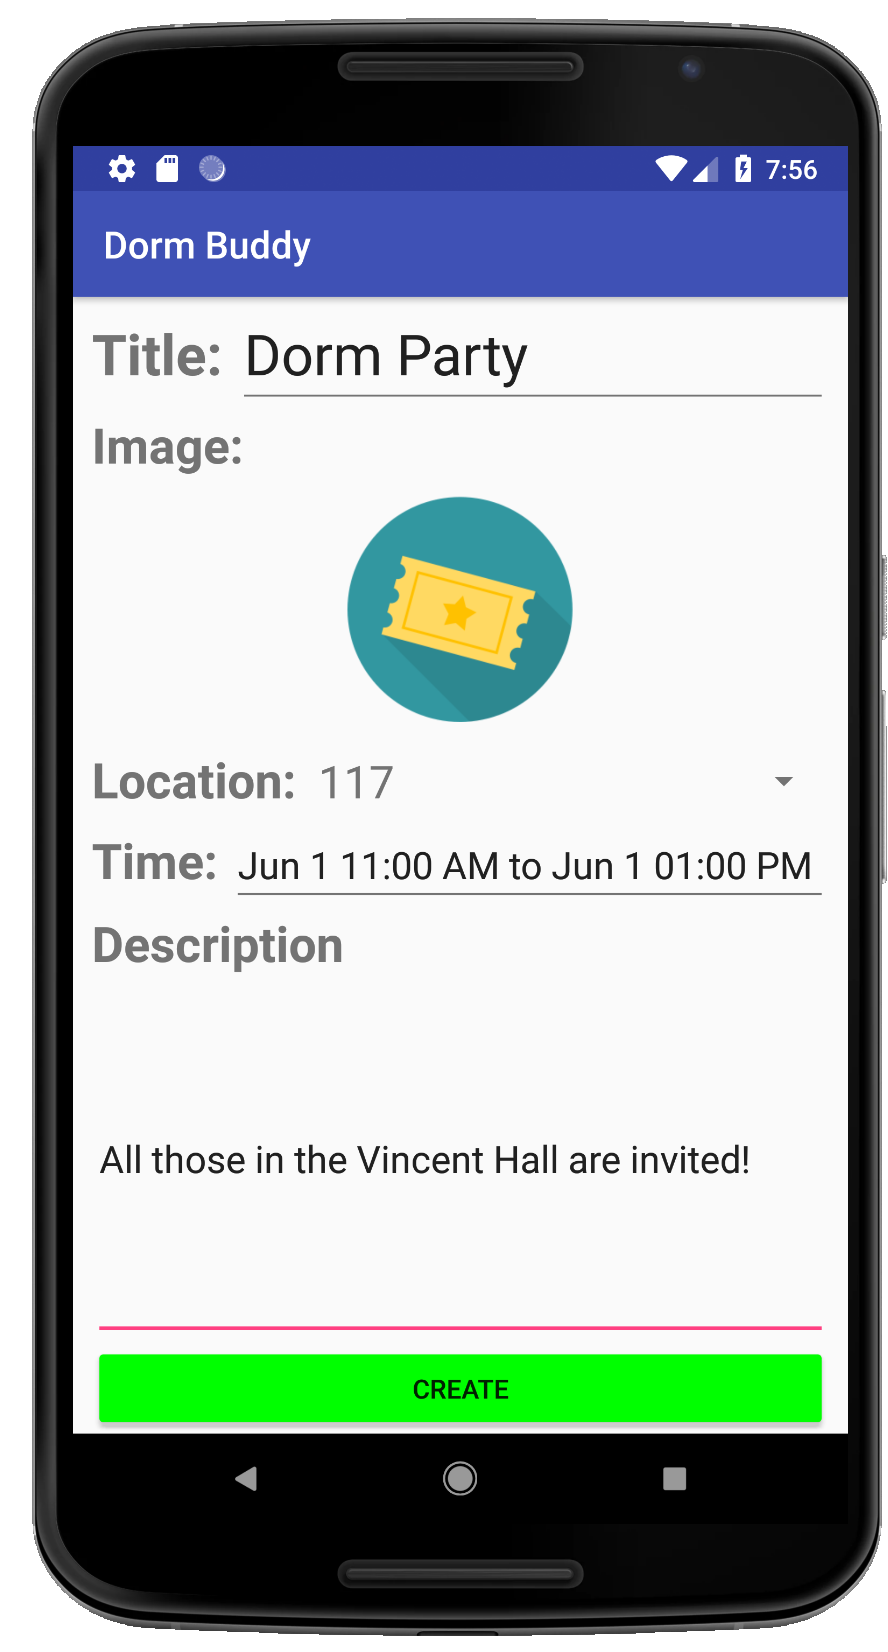 7:56
Dorm Buddy
Title: Dorm Party
Image:
Location: 117
Time: Jun 1 11:00 AM to Jun 1 01:00 PM
Description
All those in the Vincent Hall are invited!
CREATE